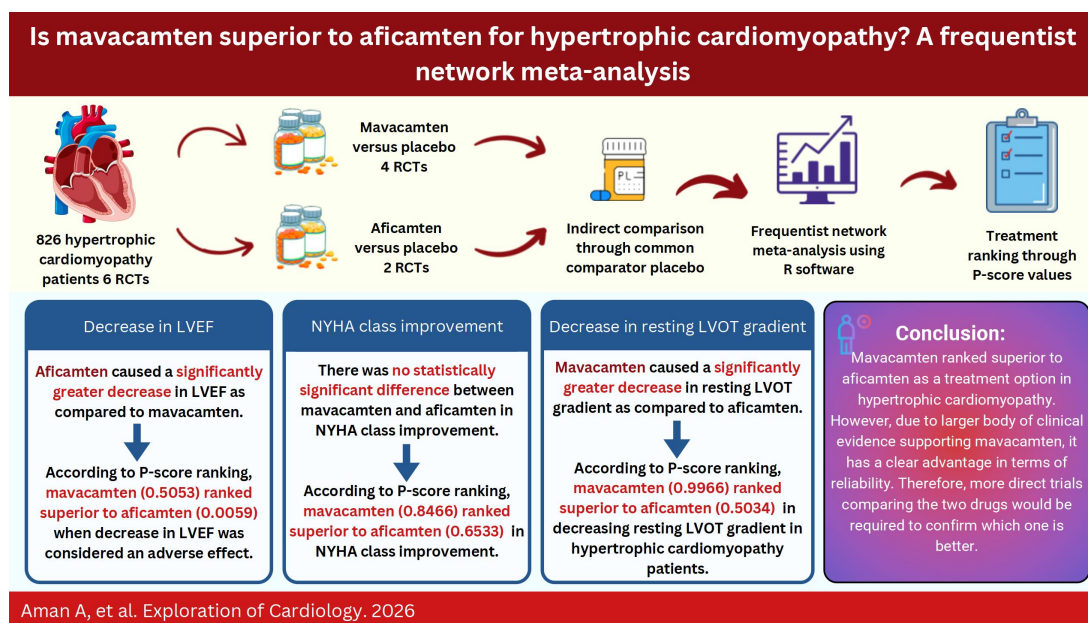 Is mavacamten superior to aficamten for hypertrophic cardiomyopathy? A frequentist
network meta-analysis
826 hypertrophic
cardiomyopathy
patients 6 RCTs
Mavacamten
versus placebo
4 RCTs
Aficamten
versus placebo
2 RCTs
PL
Indirect comparison
through common
comparator placebo
Frequentist network
meta-analysis using
R software
Treatment
ranking through
P-score values
Decrease in LVEF
Aficamten caused a significantly
greater decrease in LVEF as
compared to mavacamten.
According to P-score ranking,
mavacamten (0.5053) ranked
superior to aficamten (0.0059)
when decrease in LVEF was
considered an adverse effect.
NYHA class improvement
There was no statistically
significant difference between
mavacamten and aficamten in
NYHA class improvement.
According to P-score ranking,
mavacamten (0.8466) ranked
superior to aficamten (0.6533) in
NYHA class improvement.
Decrease in resting LVOT gradient
Mavacamten caused a significantly
greater decrease in resting LVOT
gradient as compared to aficamten.
According to P-score ranking,
mavacamten (0.9966) ranked
superior to aficamten (0.5034) in
decreasing resting LVOT gradient in
hypertrophic cardiomyopathy
patients.
Conclusion:
Mavacamten ranked superior to
aficamten as a treatment option in
hypertrophic cardiomyopathy.
However, due to larger body of clinical
evidence supporting mavacamten, it
has a clear advantage in terms of
reliability. Therefore, more direct trials
comparing the two drugs would be
required to confirm which one is
better.
Aman A, et al. Exploration of Cardiology. 2026